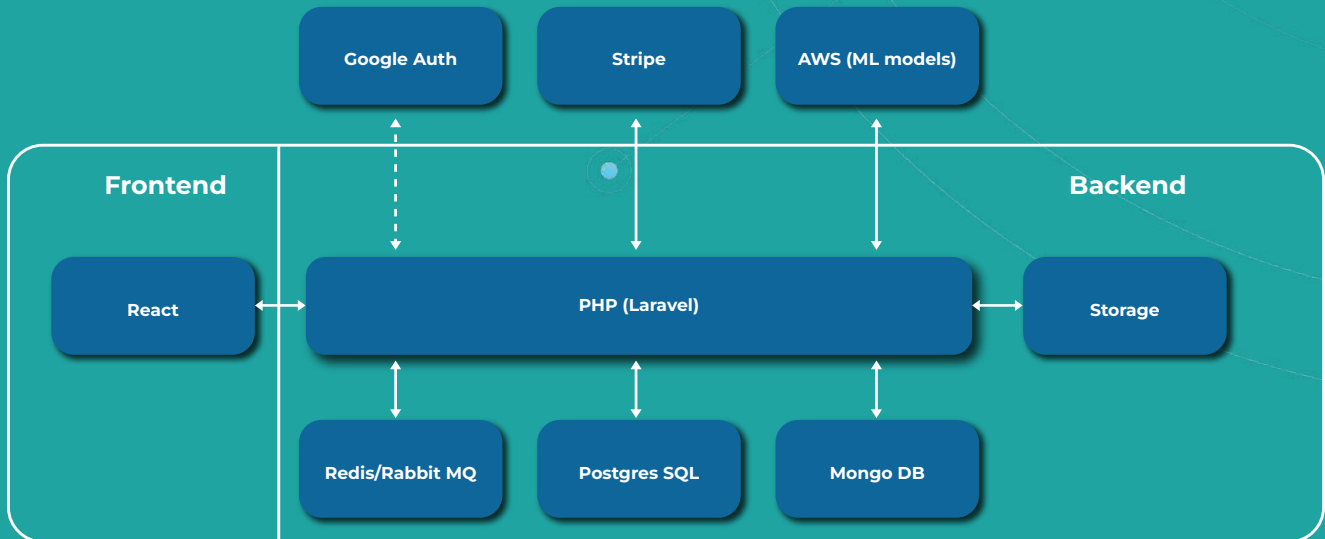 Google Auth
Stripe
AWS (ML models)
Frontend
Backend
React
PHP (Laravel)
Storage
Redis/Rabbit MQ
Postgres SQL
Mongo DB